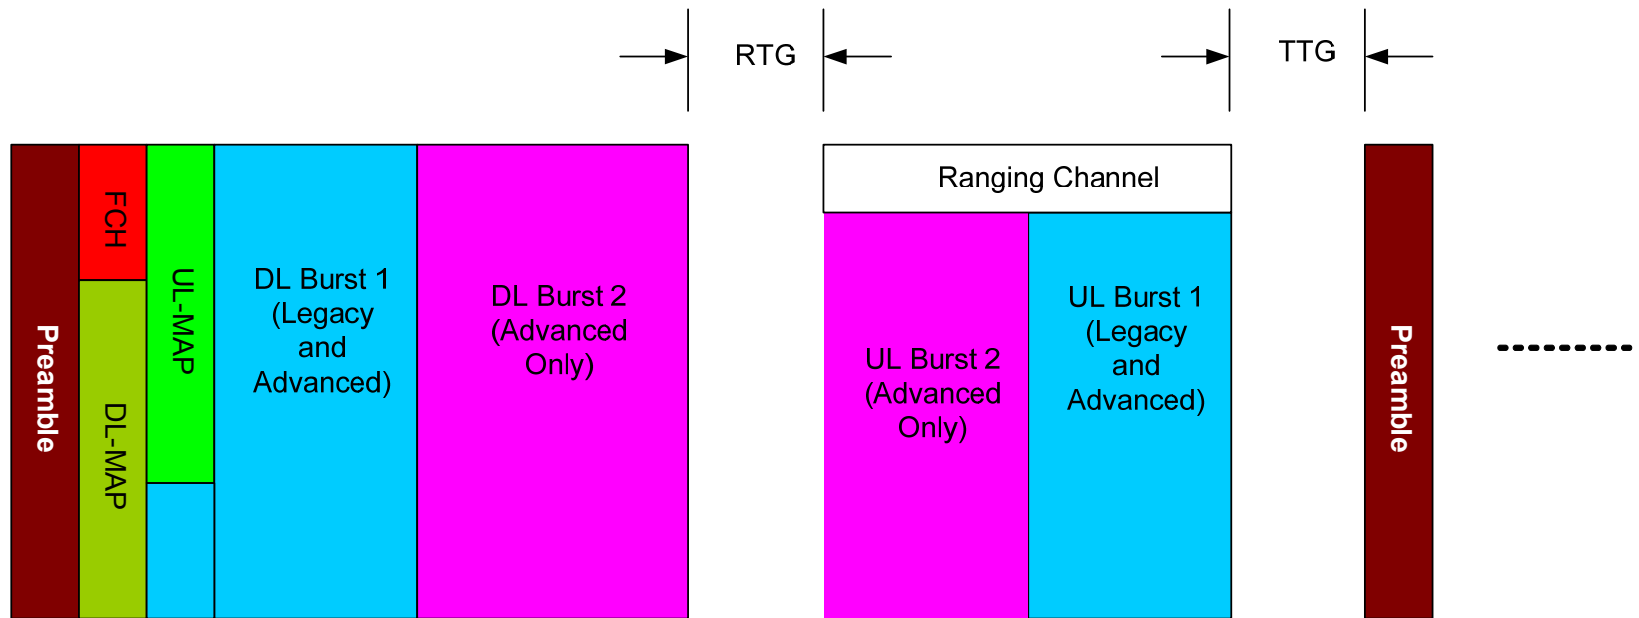 RTG
TTG
Preamble
FCH
DL-MAP
UL-MAP
DL Burst 1
(Legacy
and
Advanced)
DL Burst 2
(Advanced
Only)
Ranging Channel
UL Burst 2
(Advanced
Only)
UL Burst 1
(Legacy
and
Advanced)
Preamble